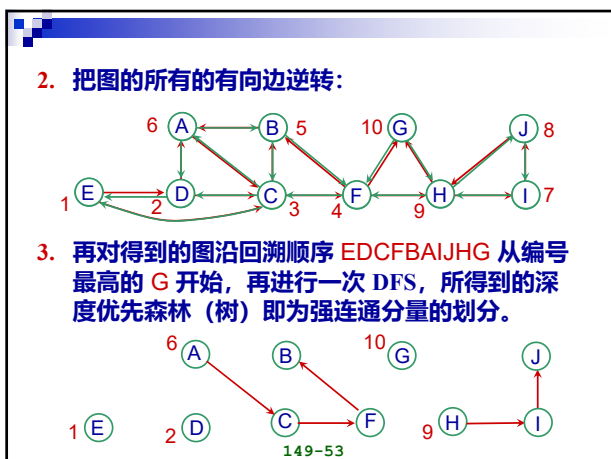 2. 把图的所有的有向边逆转：
6 A B 5 10 G J 8
1 E 2 D C 3 4 F 9 H I 7
3. 再对得到的图沿回溯顺序 EDCFBAIJHG 从编号
最高的 G 开始，再进行一次 DFS，所得到的深
度优先森林（树）即为强连通分量的划分。
6 A B 10 G J
1 E 2 D C F 9 H I
149-53